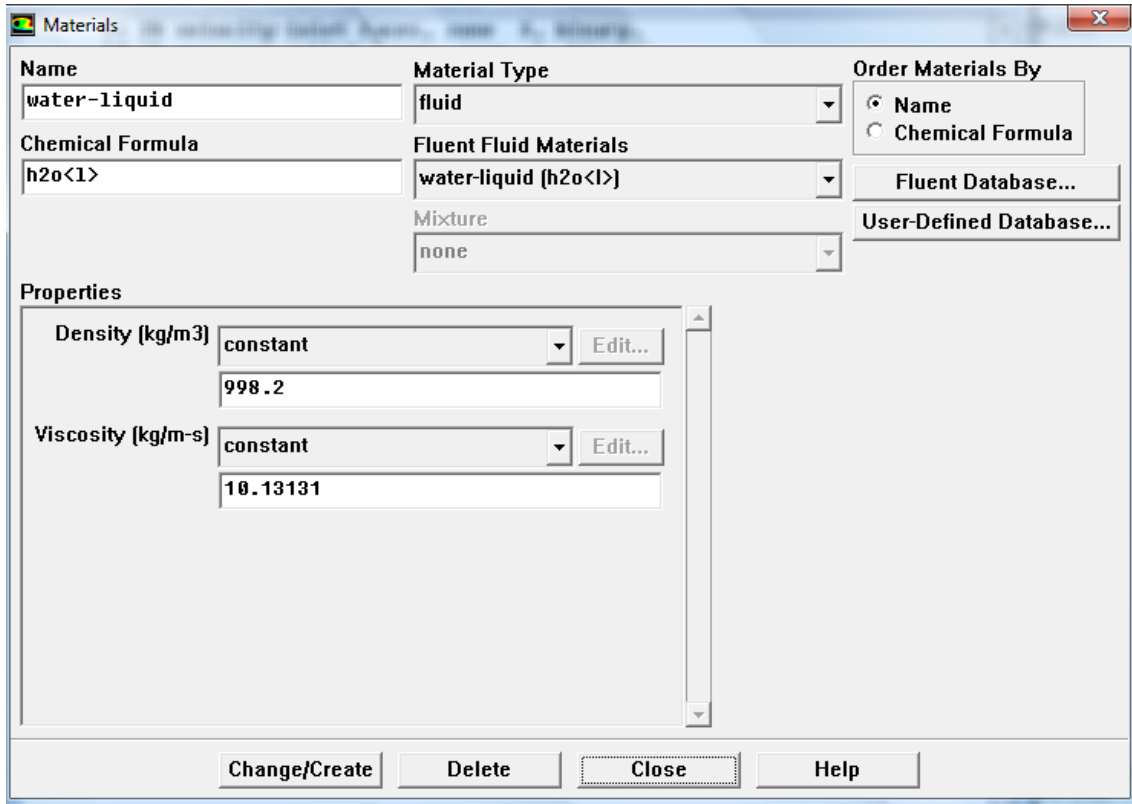 Materials
X
Name
water-liquid
Chemical Formula
h2o<l>
Material Type
fluid
Fluent Fluid Materials
water-liquid (h2o<l>)
Mixture
none
Order Materials By
Name
Chemical Formula
Fluent Database...
User-Defined Database...
Properties
Density (kg/m3)
constant
Edit...
998.2
Viscosity (kg/m-s)
constant
Edit...
10.13131
Change/Create
Delete
Close
Help